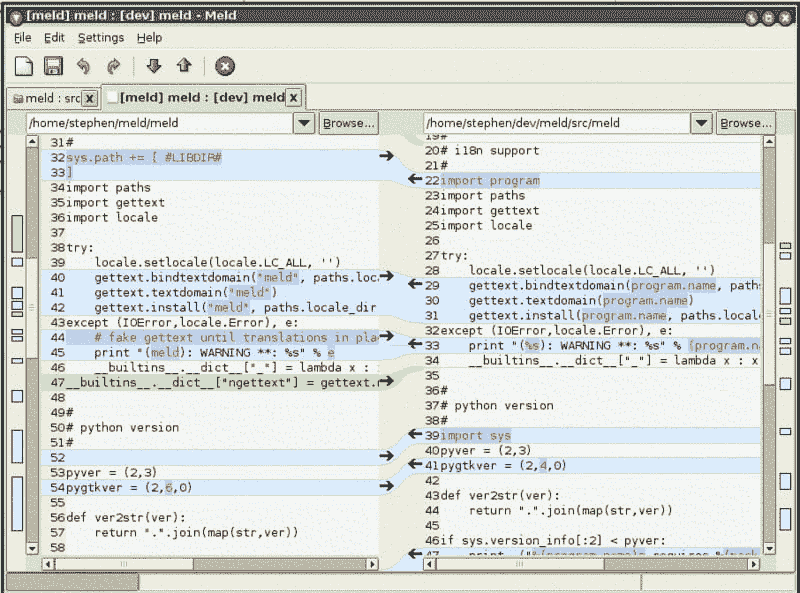 [meld] meld : [dev] meld - Meld
File Edit Settings Help
meld : src x [meld] meld : [dev] meld x
/home/stephen/meld/meld Browse... /home/stephen/dev/meld/src/meld Browse...
31#
32sys.path += [ #LIBDIR#
33]
34import paths
35import gettext
36import locale
37
38try:
39    locale.setlocale(locale.LC_ALL, '')
40    gettext.bindtextdomain("meld", paths.loc
41    gettext.textdomain("meld")
42    gettext.install("meld", paths.locale_dir
43except (IOError,locale.Error), e:
44    # fake gettext until translations in pla
45    print "(meld): WARNING **: %s" % e
46    __builtins__.__dict__["_"] = lambda x :
47__builtins__.__dict__["ngettext"] = gettext.
48
49#
50# python version
51#
52
53pyver = (2,3)
54pygtkver = (2,6,0)
55
56def ver2str(ver):
57    return ".".join(map(str,ver))
58
19#
20# i18n support
21#
22import program
23import paths
24import gettext
25import locale
26
27try:
28    locale.setlocale(locale.LC_ALL, '')
29    gettext.bindtextdomain(program.name, paths
30    gettext.textdomain(program.name)
31    gettext.install(program.name, paths.locale
32except (IOError,locale.Error), e:
33    print "(%s): WARNING **: %s" % (program.n
34    __builtins__.__dict__["_"] = lambda x : x
35
36#
37# python version
38#
39import sys
40pyver = (2,3)
41pygtkver = (2,4,0)
42
43def ver2str(ver):
44    return ".".join(map(str,ver))
45
46if sys.version_info[:2] < pyver: